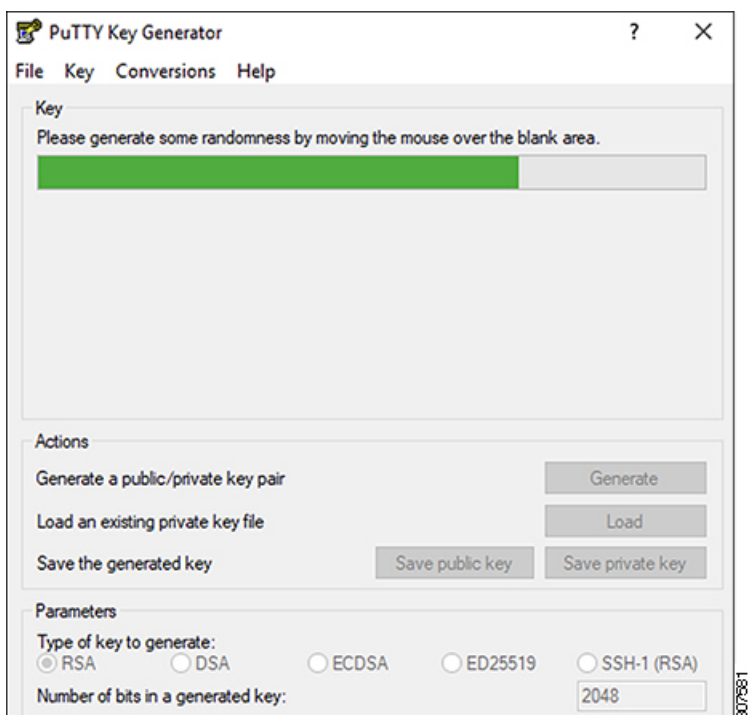 PuTTY Key Generator ?
File Key Conversions Help
Key
Please generate some randomness by moving the mouse over the blank area.
Actions
Generate a public/private key pair Generate
Load an existing private key file Load
Save the generated key Save public key Save private key
Parameters
Type of key to generate:
RSA DSA ECDSA ED25519 SSH-1 (RSA)
Number of bits in a generated key: 2048